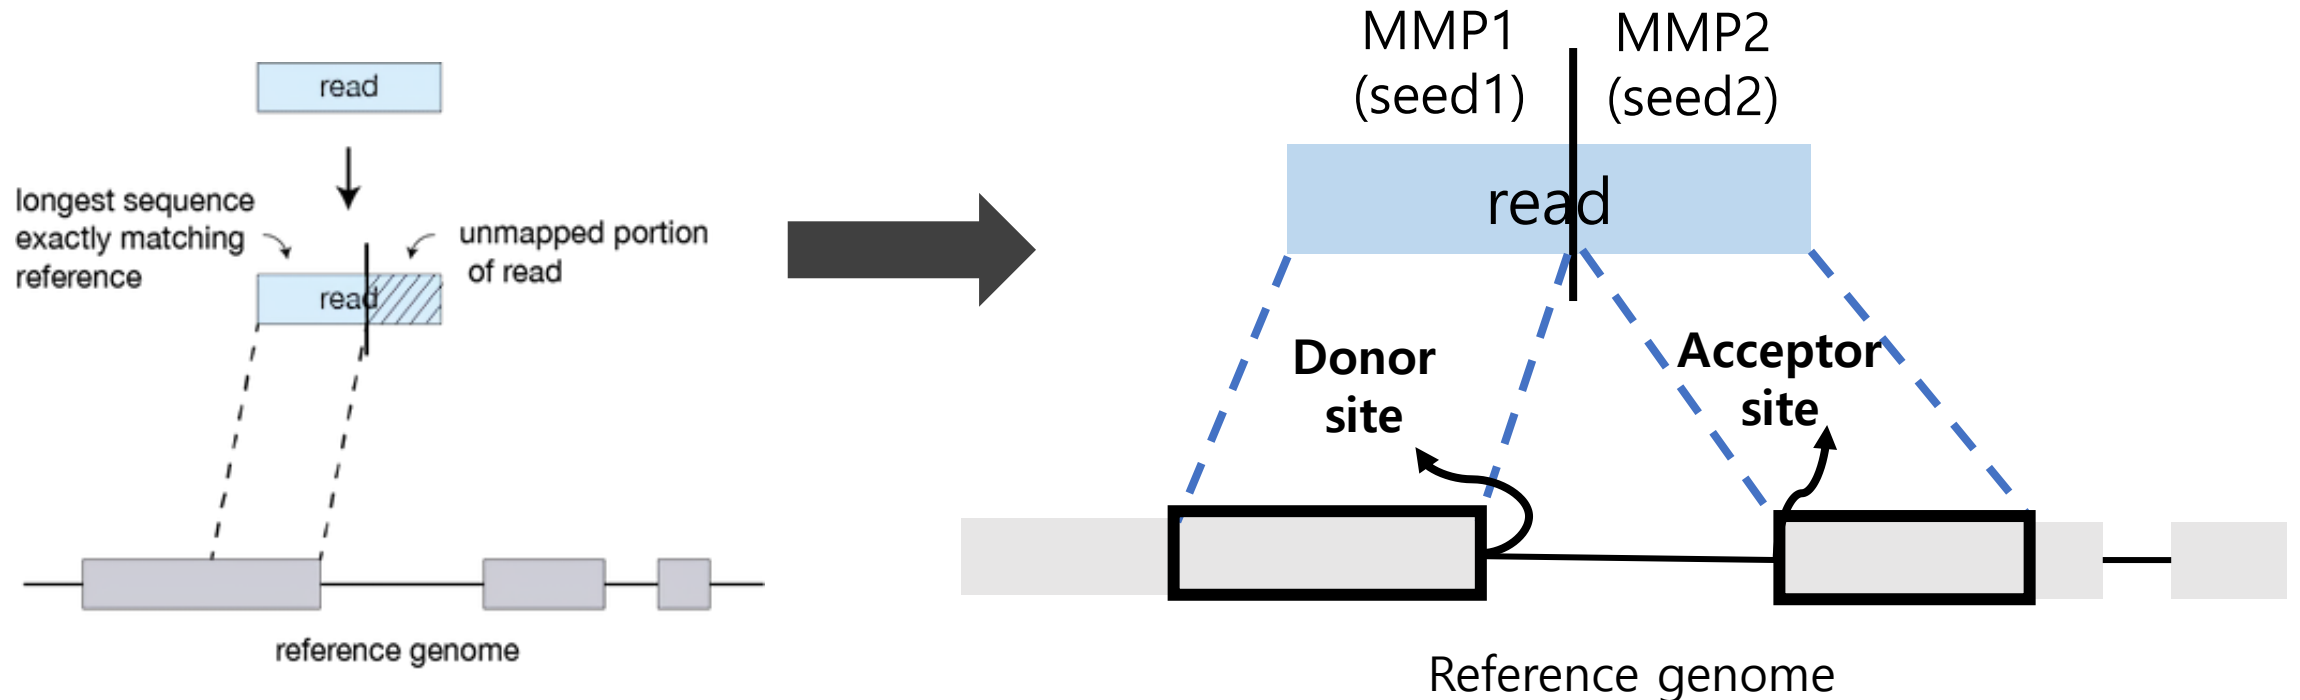 read
longest sequence
exactly matching
reference
unmapped portion
of read
read
reference genome
MMP1
(seed1)
MMP2
(seed2)
read
Donor
site
Acceptor
site
Reference genome